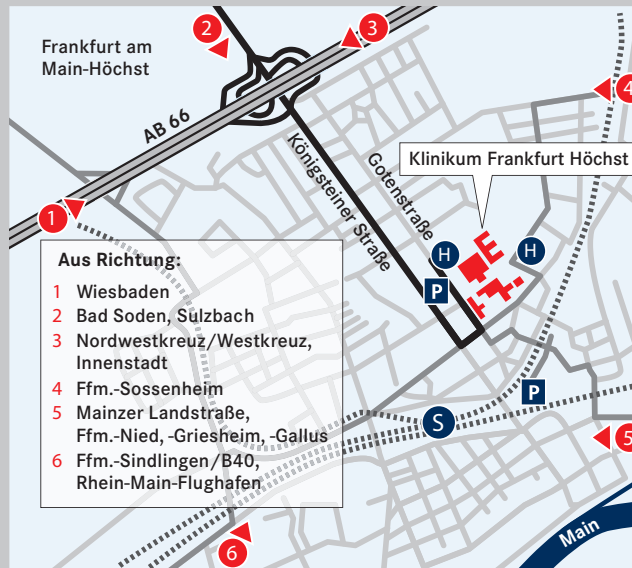 Frankfurt am
Main-Höchst
2
3
4
AB 66
Königsteiner Straße
Gotenstraße
Klinikum Frankfurt Höchst
H
H
P
1
Aus Richtung:
1 Wiesbaden
2 Bad Soden, Sulzbach
3 Nordwestkreuz/Westkreuz,
Innenstadt
4 Ffm.-Sossenheim
5 Mainzer Landstraße,
Ffm.-Nied, -Griesheim, -Gallus
6 Ffm.-Sindlingen/B40,
Rhein-Main-Flughafen
P
S
5
6
Main